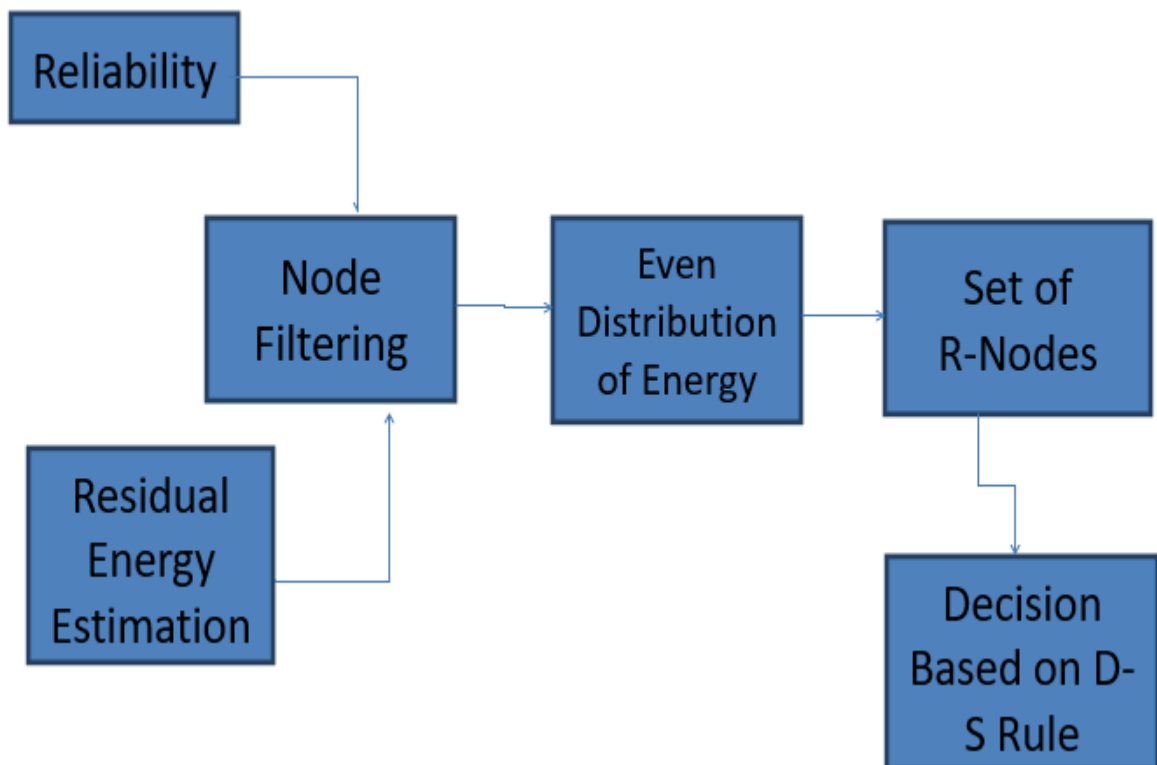 Reliability
Node
Filtering
Even
Distribution
of Energy
Set of
R-Nodes
Residual
Energy
Estimation
Decision
Based on D-
S Rule